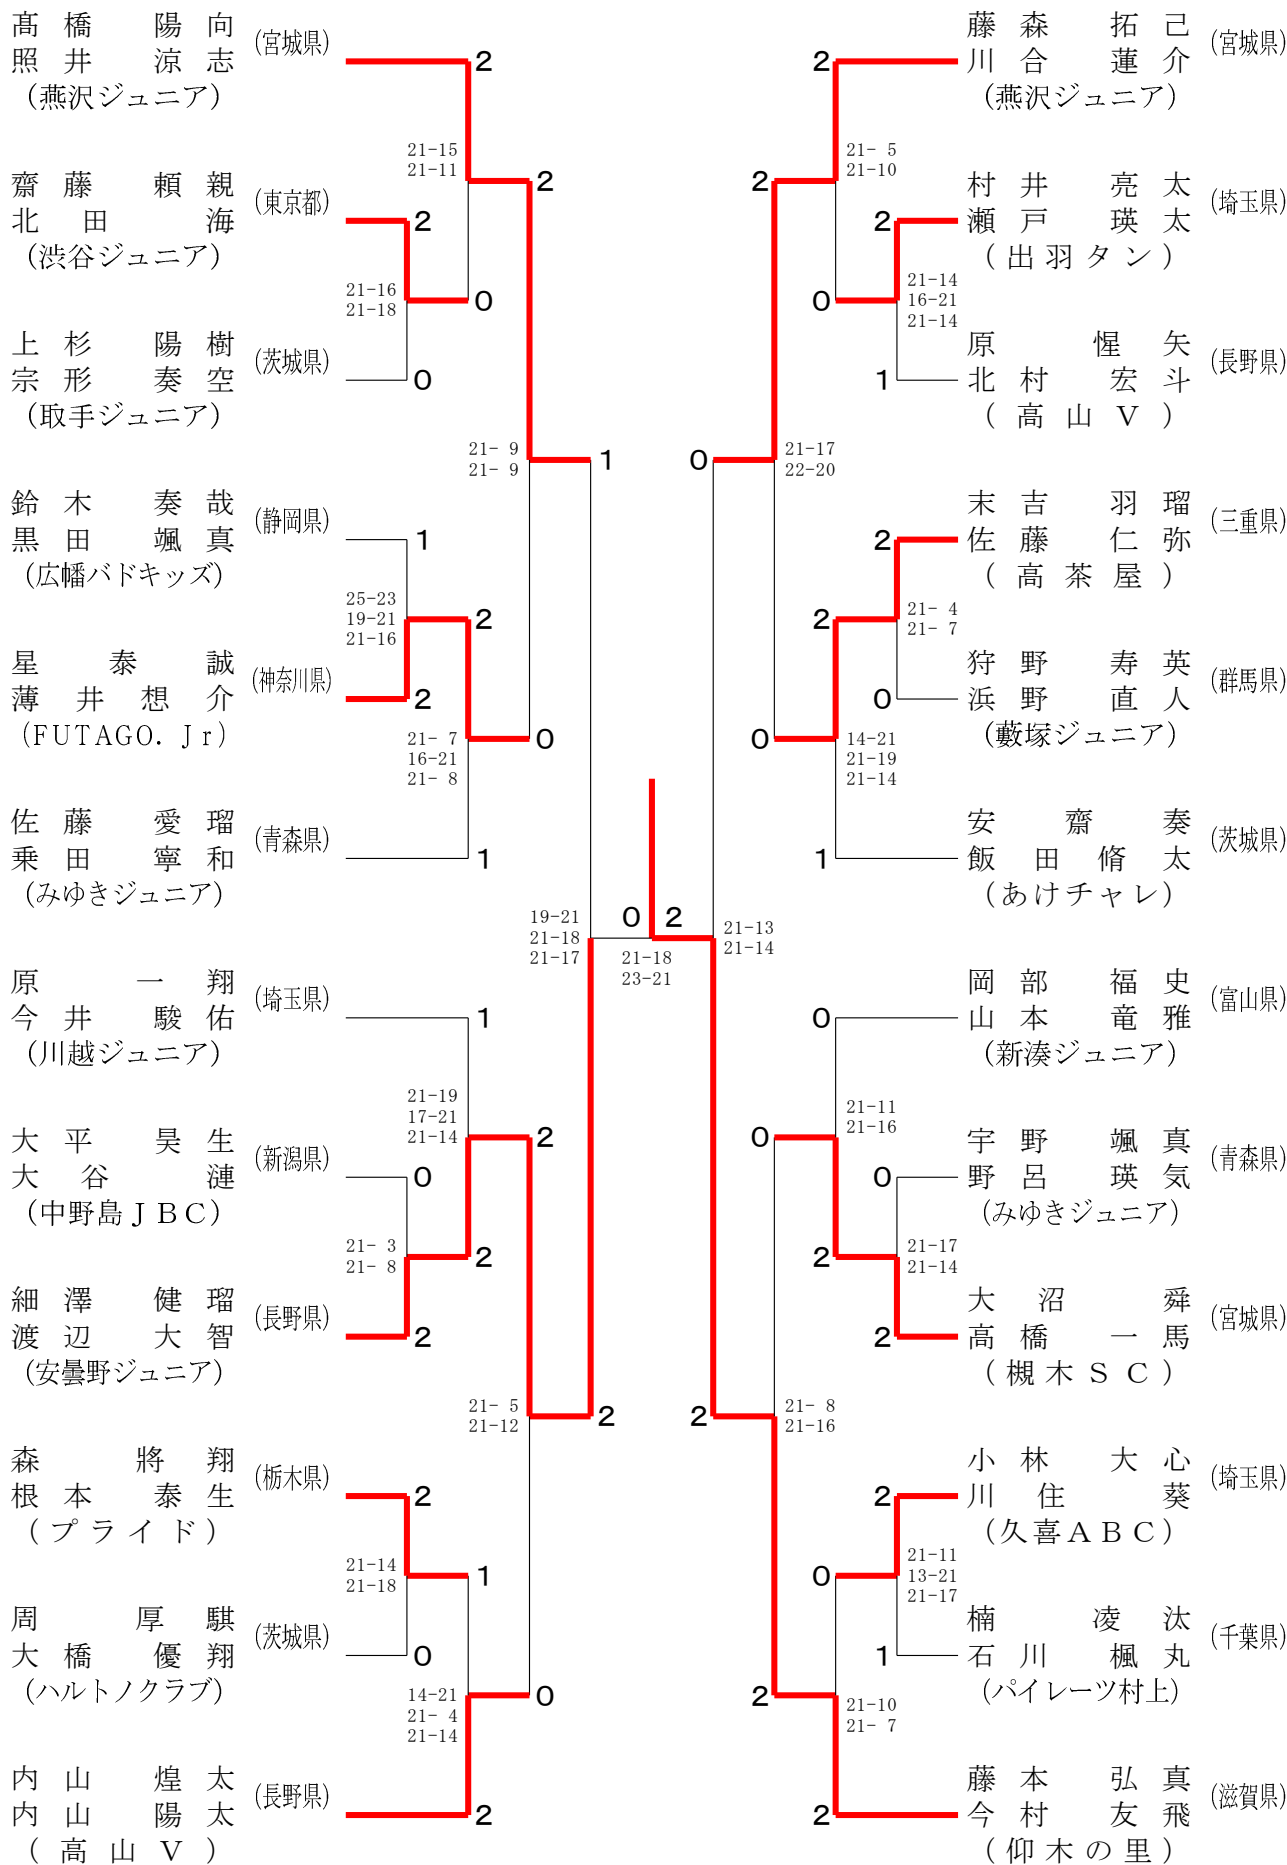 髙橋 陽向
照井 涼志
(燕沢ジュニア)
(宮城県)
2
21-15
21-11
2
齋藤 頼親
北田 海
(渋谷ジュニア)
(東京都)
2
21-16
21-18
0
上杉 陽樹
宗形 奏空
(取手ジュニア)
(茨城県)
0
21- 9
21- 9
1
鈴木 奏哉
黒田 颯真
(広幡バドキッズ)
(静岡県)
1
25-23
19-21
21-16
2
星 泰誠
薄井 想介
(FUTAGO. Jr)
(神奈川県)
2
21- 7
16-21
21- 8
0
佐藤 愛瑠
乗田 寧和
(みゆきジュニア)
(青森県)
1
19-21
21-18
21-17
原 一翔
今井 駿佑
(川越ジュニア)
(埼玉県)
1
21-19
17-21
21-14
2
大平 昊生
大谷 漣
(中野島JBC)
(新潟県)
0
21- 3
21- 8
2
細澤 健瑠
渡辺 大智
(安曇野ジュニア)
(長野県)
2
21- 5
21-12
2
森 將翔
根本 泰生
(プライド)
(栃木県)
2
21-14
21-18
1
周 厚騏
大橋 優翔
(ハルトノクラブ)
(茨城県)
0
14-21
21- 4
21-14
0
内山 煌太
内山 陽太
(高山V)
(長野県)
2
0 2
21-18
23-21
藤森 拓己
川合 蓮介
(燕沢ジュニア)
(宮城県)
2
21- 5
21-10
2
村井 亮太
瀬戸 瑛太
(出羽タン)
(埼玉県)
2
21-14
16-21
21-14
0
原 惺矢
北村 宏斗
(高山V)
(長野県)
1
21-17
22-20
0
末吉 羽瑠
佐藤 仁弥
(高茶屋)
(三重県)
2
21- 4
21- 7
2
狩野 寿英
浜野 直人
(藪塚ジュニア)
(群馬県)
0
14-21
21-19
21-14
0
安齋 奏
飯田 脩太
(あけチャレ)
(茨城県)
1
21-13
21-14
岡部 福史
山本 竜雅
(新湊ジュニア)
(富山県)
0
21-11
21-16
0
宇野 颯真
野呂 瑛気
(みゆきジュニア)
(青森県)
0
21-17
21-14
2
大沼 舜
高橋 一馬
(槻木SC)
(宮城県)
2
21- 8
21-16
2
小林 大心
川住 葵
(久喜ABC)
(埼玉県)
2
21-11
13-21
21-17
0
楠 凌汰
石川 楓丸
(パイレーツ村上)
(千葉県)
1
21-10
21- 7
2
藤本 弘真
今村 友飛
(仰木の里)
(滋賀県)
2